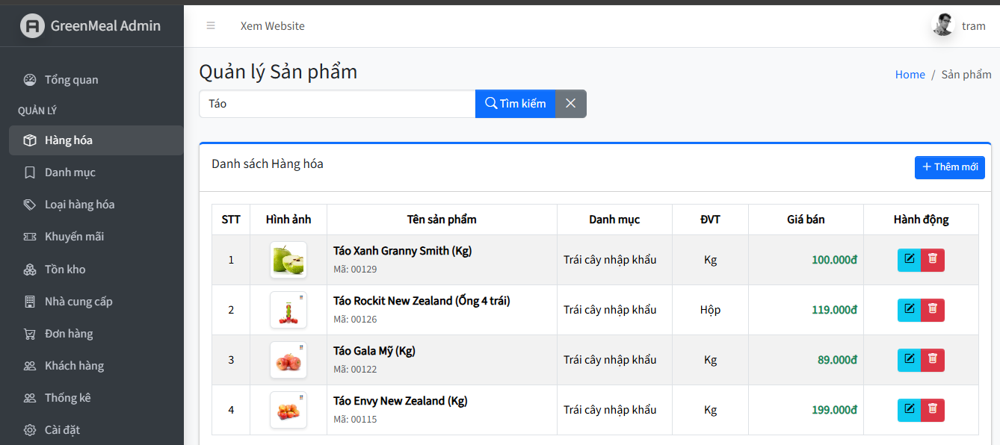 GreenMeal Admin
Xem Website
tram
Tổng quan
QUẢN LÝ
Hàng hóa
Danh mục
Loại hàng hóa
Khuyến mãi
Tồn kho
Nhà cung cấp
Đơn hàng
Khách hàng
Thống kê
Cài đặt
Quản lý Sản phẩm
Home / Sản phẩm
Táo
Tìm kiếm
Danh sách Hàng hóa
+ Thêm mới
STT Hình ảnh Tên sản phẩm Danh mục ĐVT Giá bán Hành động
1 Táo Xanh Granny Smith (Kg) Trái cây nhập khẩu Kg 100.000đ
Mã: 00129
2 Táo Rockit New Zealand (Ống 4 trái) Trái cây nhập khẩu Hộp 119.000đ
Mã: 00126
3 Táo Gala Mỹ (Kg) Trái cây nhập khẩu Kg 89.000đ
Mã: 00122
4 Táo Envy New Zealand (Kg) Trái cây nhập khẩu Kg 199.000đ
Mã: 00115